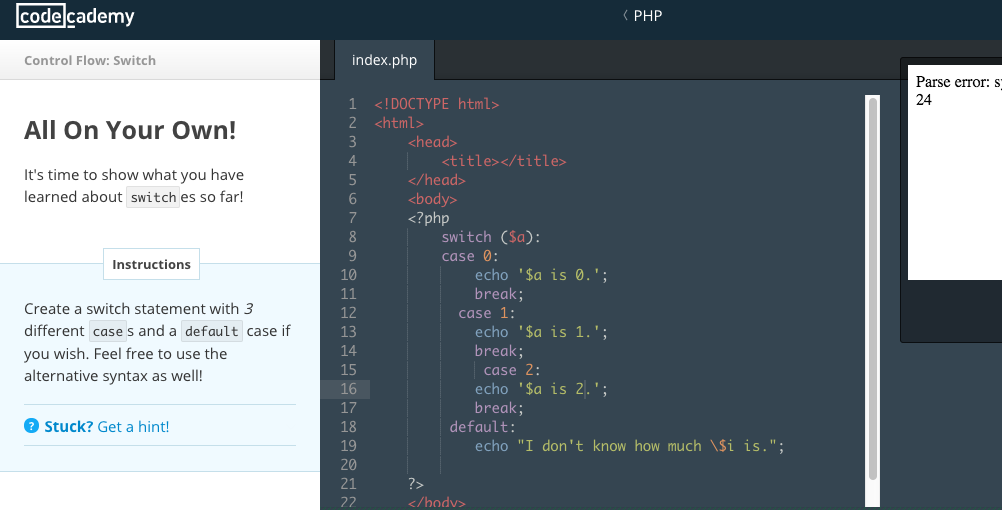 codecademy
〈 PHP
Control Flow: Switch
index.php
All On Your Own!
It's time to show what you have
learned about switches so far!
Instructions
Create a switch statement with 3
different cases and a default case if
you wish. Feel free to use the
alternative syntax as well!
? Stuck? Get a hint!
1 <!DOCTYPE html>
2 <html>
3 <head>
4 <title></title>
5 </head>
6 <body>
7 <?php
8 switch ($a):
9 case 0:
10 echo '$a is 0.';
11 break;
12 case 1:
13 echo '$a is 1.';
14 break;
15 case 2:
16 echo '$a is 2.';
17 break;
18 default:
19 echo "I don't know how much \$i is.";
20
21 ?>
22 </body>
Parse error: s
24